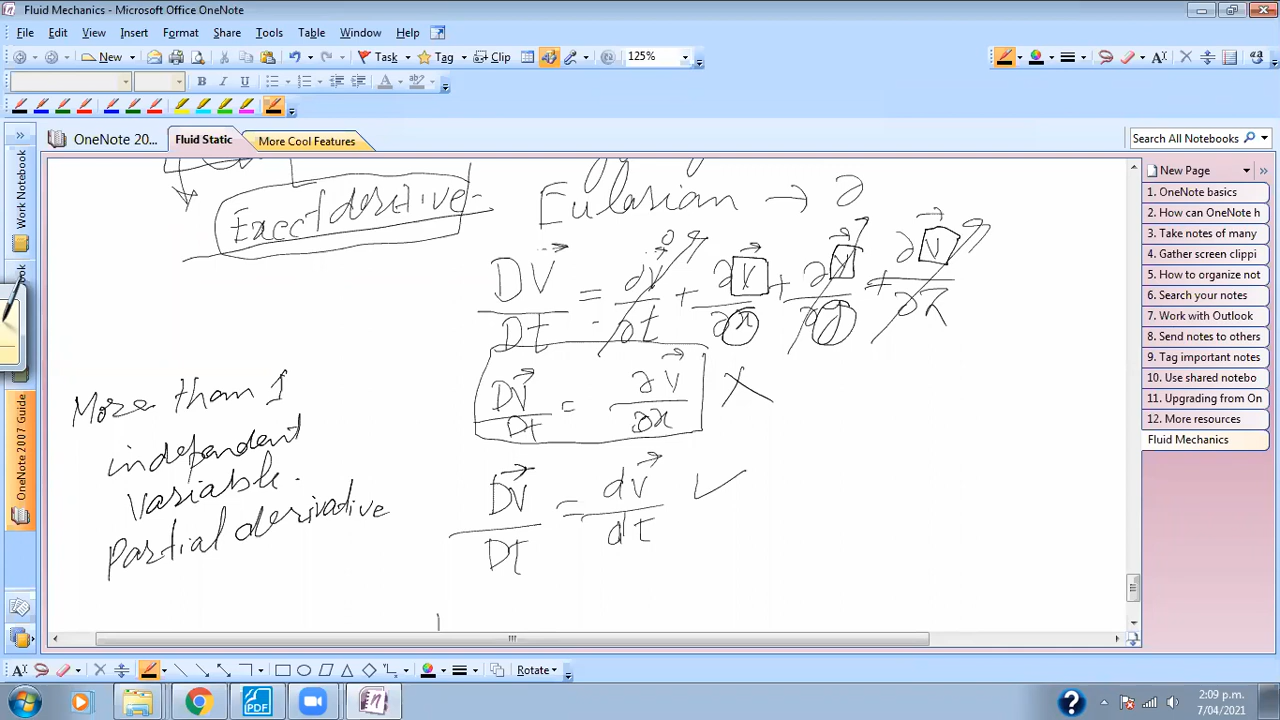 Fluid Mechanics - Microsoft Office OneNote
File Edit View Insert Format Share Tools Table Window Help
New Task Tag Clip 125%
B I U
OneNote 20... Fluid Static More Cool Features
Search All Notebooks
Work Notebook
OneNote 2007 Guide
New Page
1. OneNote basics
2. How can OneNote h
3. Take notes of many
4. Gather screen clippi
5. How to organize not
6. Search your notes
7. Work with Outlook
8. Send notes to others
9. Tag important notes
10. Use shared notebo
11. Upgrading from On
12. More resources
Fluid Mechanics
Exact derivative
Eularian → ∂
DV⃗/Dt = ∂V⃗/∂t + ∂V⃗/∂x + ∂V⃗/∂y + ∂V⃗/∂z
DV⃗/Dt = ∂V⃗/∂x X
DV⃗/Dt = dV⃗/dt ✓
More than 1
independent
variable.
Partial derivative
Rotate
2:09 p.m.
7/04/2021